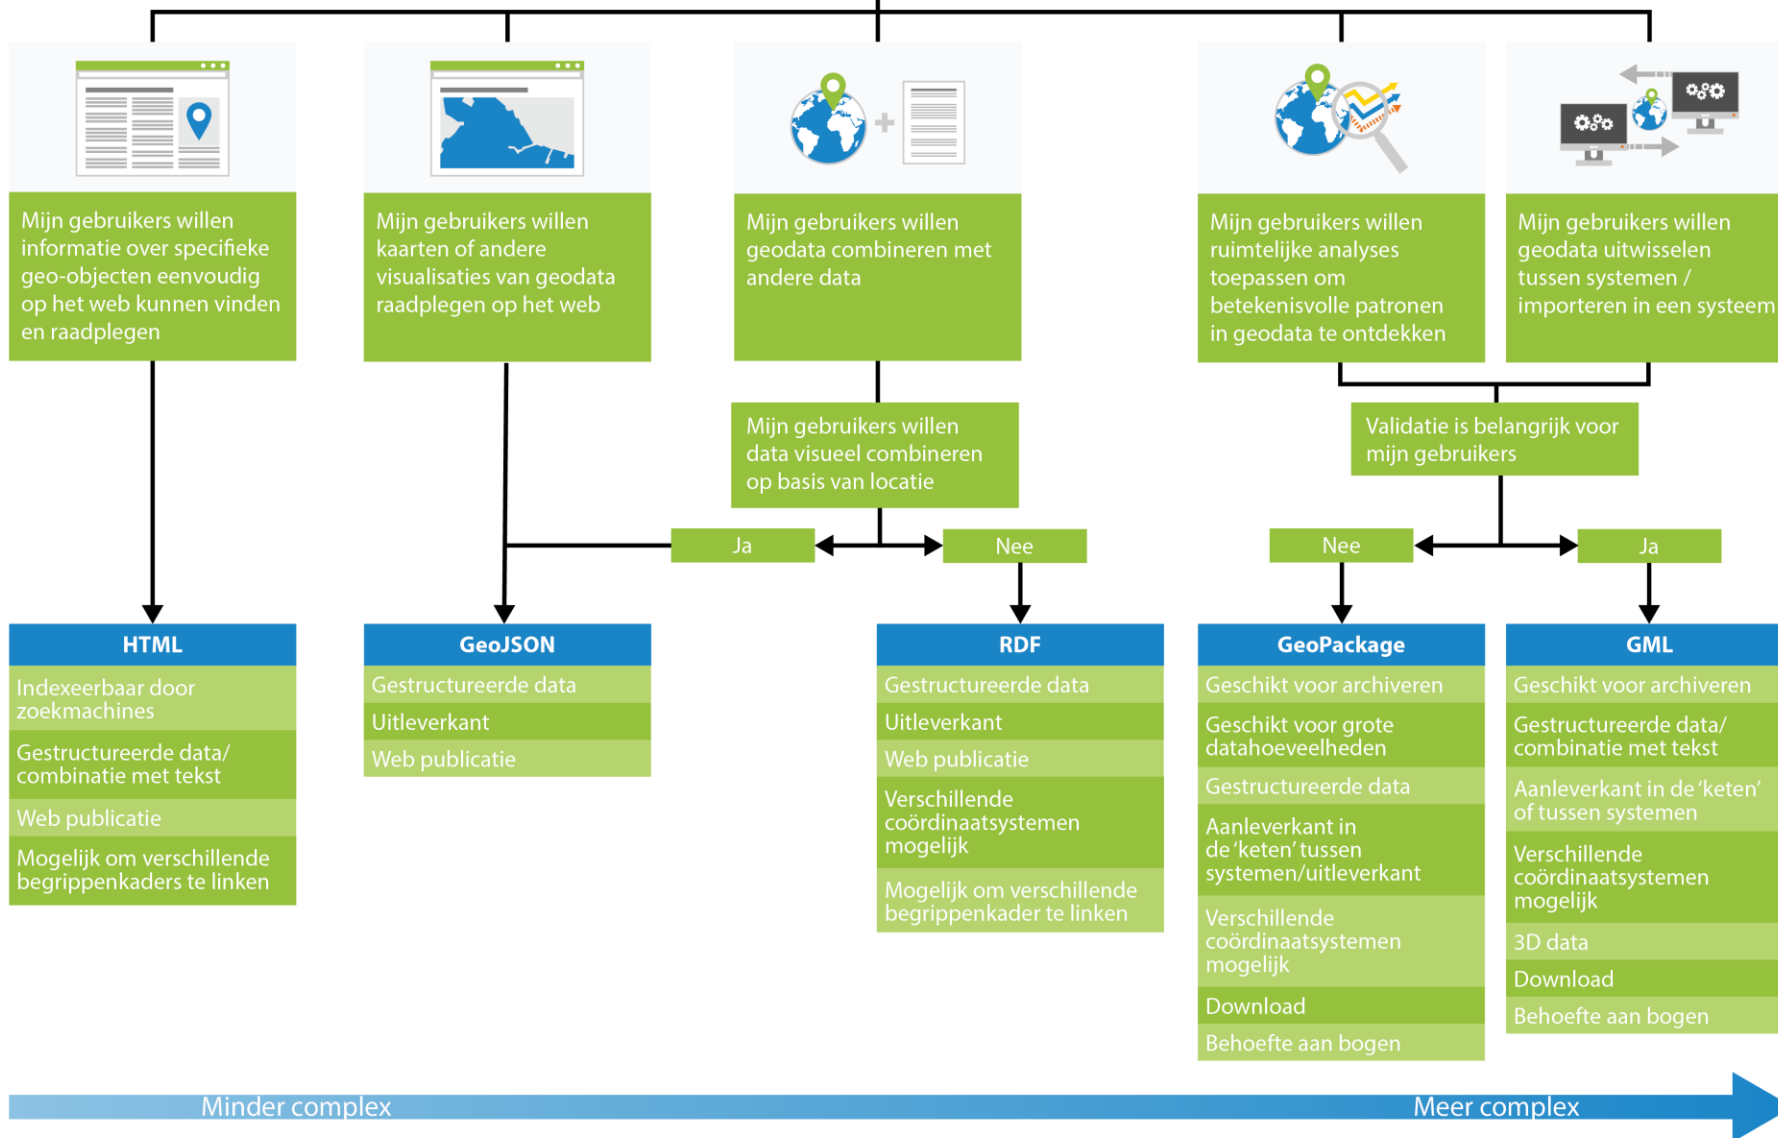 Mijn gebruikers willen
informatie over specifieke
geo-objecten eenvoudig
op het web kunnen vinden
en raadplegen
Mijn gebruikers willen
kaarten of andere
visualisaties van geodata
raadplegen op het web
Mijn gebruikers willen
geodata combineren met
andere data
Mijn gebruikers willen
ruimtelijke analyses
toepassen om
betekenisvolle patronen
in geodata te ontdekken
Mijn gebruikers willen
geodata uitwisselen
tussen systemen /
importeren in een systeem
Mijn gebruikers willen
data visueel combineren
op basis van locatie
Validatie is belangrijk voor
mijn gebruikers
Ja
Nee
Nee
Ja
HTML
Indexeerbaar door
zoekmachines
Gestructureerde data/
combinatie met tekst
Web publicatie
Mogelijk om verschillende
begrippenkaders te linken
GeoJSON
Gestructureerde data
Uitleverkant
Web publicatie
RDF
Gestructureerde data
Uitleverkant
Web publicatie
Verschillende
coördinaatsystemen
mogelijk
Mogelijk om verschillende
begrippenkader te linken
GeoPackage
Geschikt voor archiveren
Geschikt voor grote
datahoeveelheden
Gestructureerde data
Aanleverkant in
de ‘keten’ tussen
systemen/uitleverkant
Verschillende
coördinaatsystemen
mogelijk
Download
Behoefte aan bogen
GML
Geschikt voor archiveren
Gestructureerde data/
combinatie met tekst
Aanleverkant in de ‘keten’
of tussen systemen
Verschillende
coördinaatsystemen
mogelijk
3D data
Download
Behoefte aan bogen
Minder complex
Meer complex